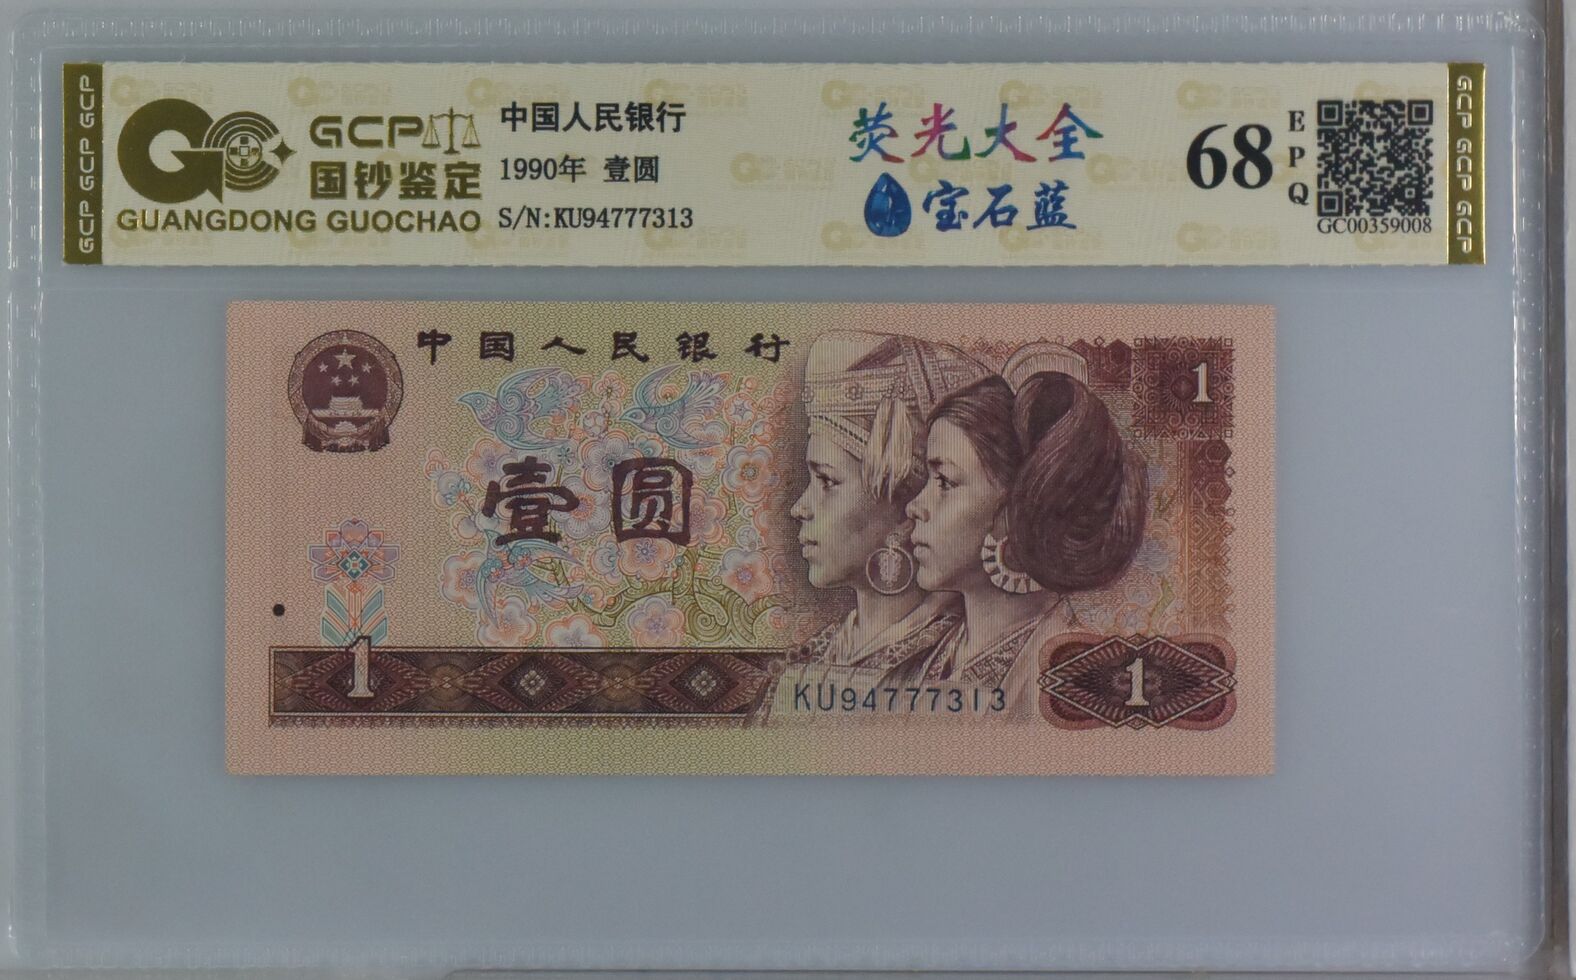 GCP GCP GCP
GCP
国钞鉴定
GUANGDONG GUOCHAO
中国人民银行
1990年 壹圆
S/N:KU94777313
荧光大全
宝石蓝
68
EPQ
GC00359008
GCP GCP GCP
中国人民银行
1
壹圆
1
KU94777313
1